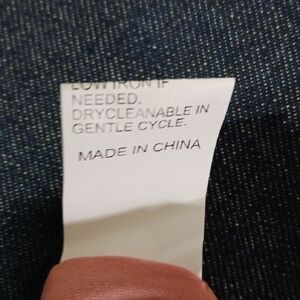 LOW IRON IF
NEEDED.
DRYCLEANABLE IN
GENTLE CYCLE.
MADE IN CHINA